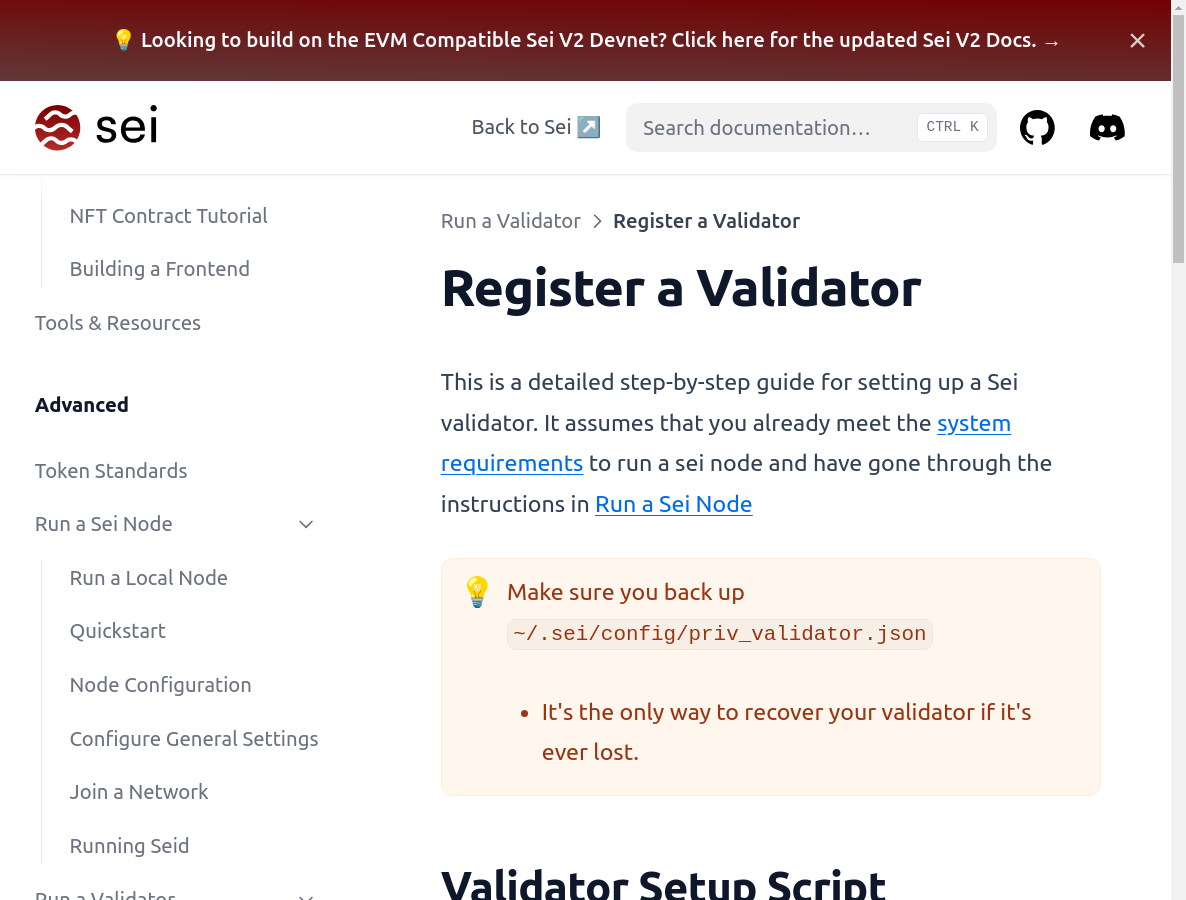 💡 Looking to build on the EVM Compatible Sei V2 Devnet? Click here for the updated Sei V2 Docs. →
sei
Back to Sei ↗️
Search documentation…
CTRL K
NFT Contract Tutorial
Building a Frontend
Tools & Resources
Advanced
Token Standards
Run a Sei Node
Run a Local Node
Quickstart
Node Configuration
Configure General Settings
Join a Network
Running Seid
Run a Validator
Run a Validator > Register a Validator
Register a Validator
This is a detailed step-by-step guide for setting up a Sei
validator. It assumes that you already meet the system
requirements to run a sei node and have gone through the
instructions in Run a Sei Node
💡 Make sure you back up
~/.sei/config/priv_validator.json
• It's the only way to recover your validator if it's
ever lost.
Validator Setup Script